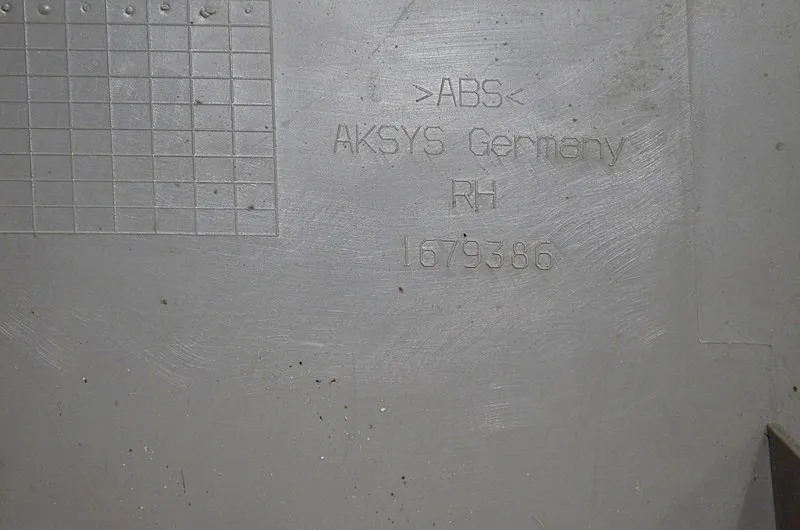 >ABS<
AKSYS Germany
RH
1679386